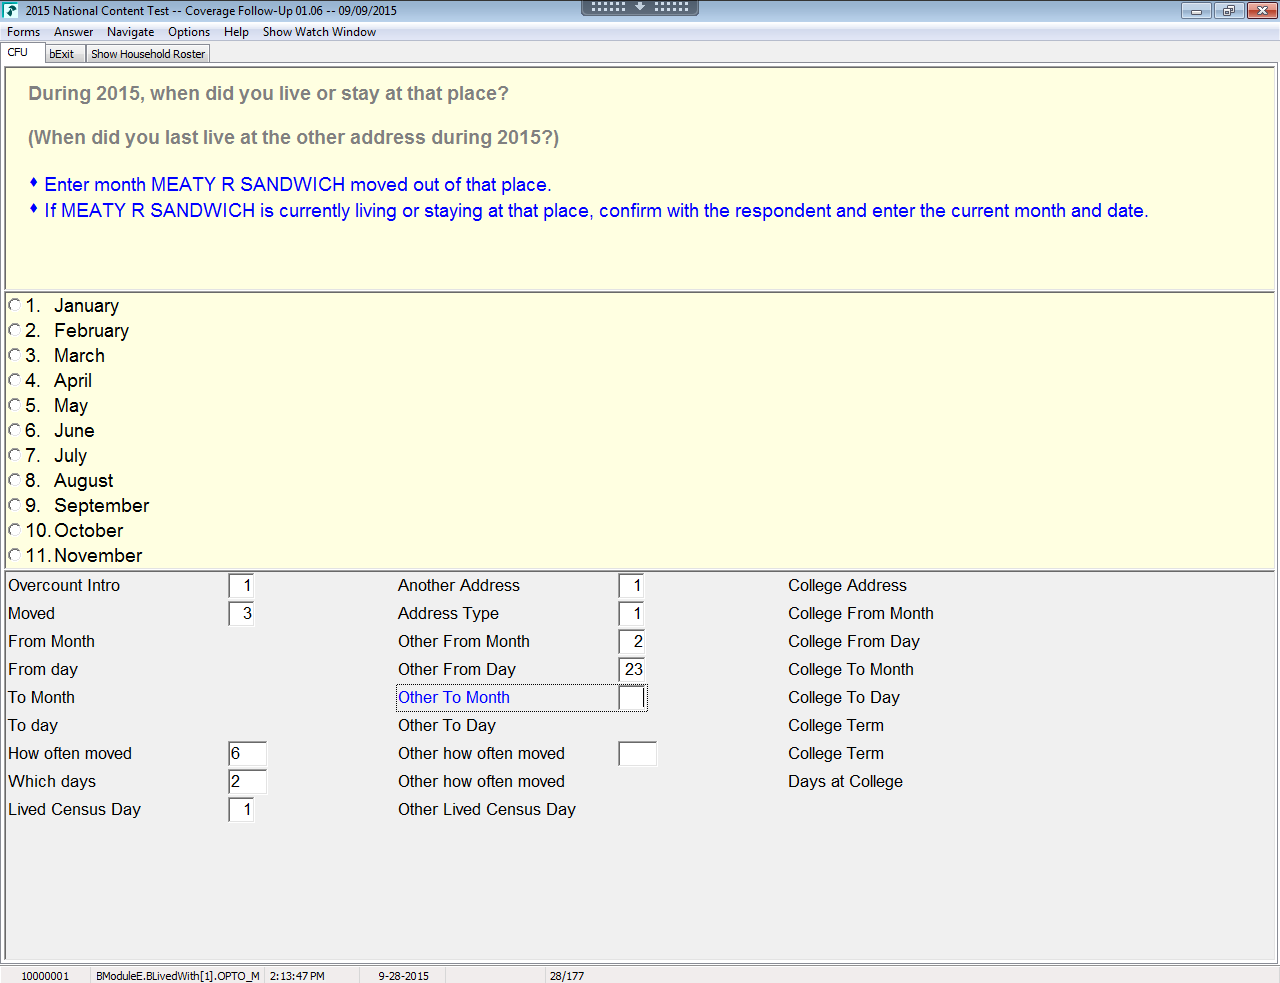 2015 National Content Test -- Coverage Follow-Up 01.06 -- 09/09/2015
Forms Answer Navigate Options Help Show Watch Window
CFU bExit Show Household Roster
During 2015, when did you live or stay at that place?
(When did you last live at the other address during 2015?)
♦ Enter month MEATY R SANDWICH moved out of that place.
♦ If MEATY R SANDWICH is currently living or staying at that place, confirm with the respondent and enter the current month and date.
1. January
2. February
3. March
4. April
5. May
6. June
7. July
8. August
9. September
10. October
11. November
Overcount Intro 1 Another Address 1 College Address
Moved 3 Address Type 1 College From Month
From Month Other From Month 2 College From Day
From day Other From Day 23 College To Month
To Month Other To Month College To Day
To day Other To Day College Term
How often moved 6 Other how often moved College Term
Which days 2 Other how often moved Days at College
Lived Census Day 1 Other Lived Census Day
10000001 BModuleE.BLivedWith[1].OPTO_M 2:13:47 PM 9-28-2015 28/177